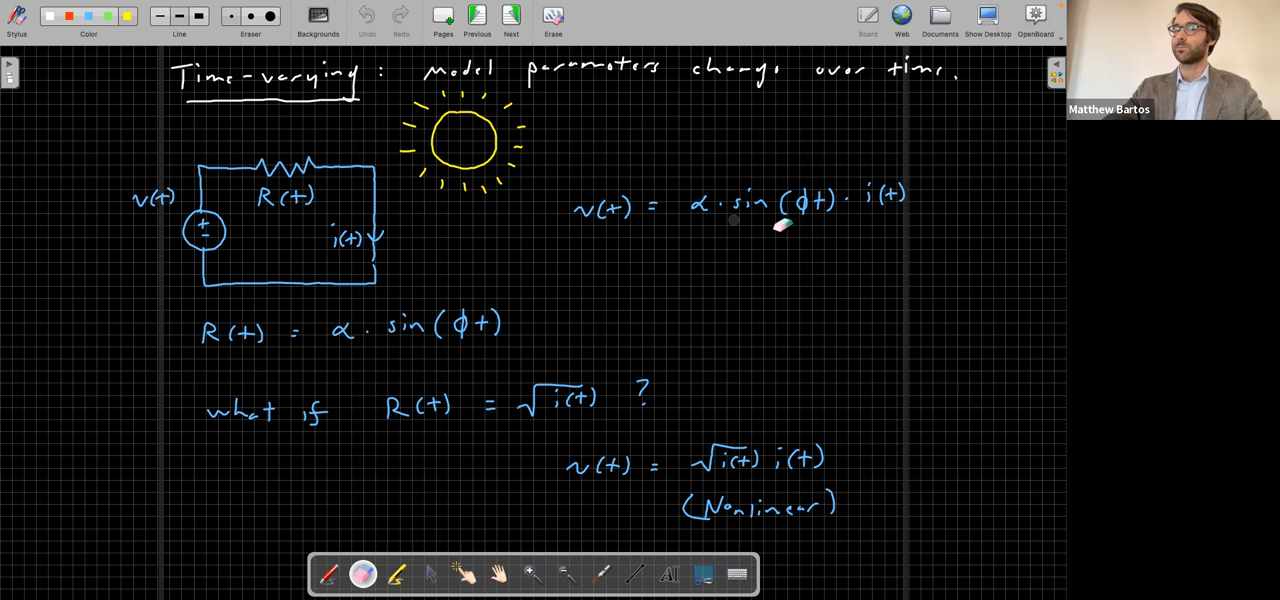 Stylus Color Line Eraser Backgrounds Undo Redo Pages Previous Next Erase Board Web Documents Show Desktop OpenBoard
Matthew Bartos
Time-varying: Model parameters change over time.
v(t) R(t) i(t)
+
-
v(t) = α · sin(ϕt) · i(t)
R(t) = α · sin(ϕt)
what if R(t) = √i(t) ?
v(t) = √i(t) i(t)
(Nonlinear)
AI